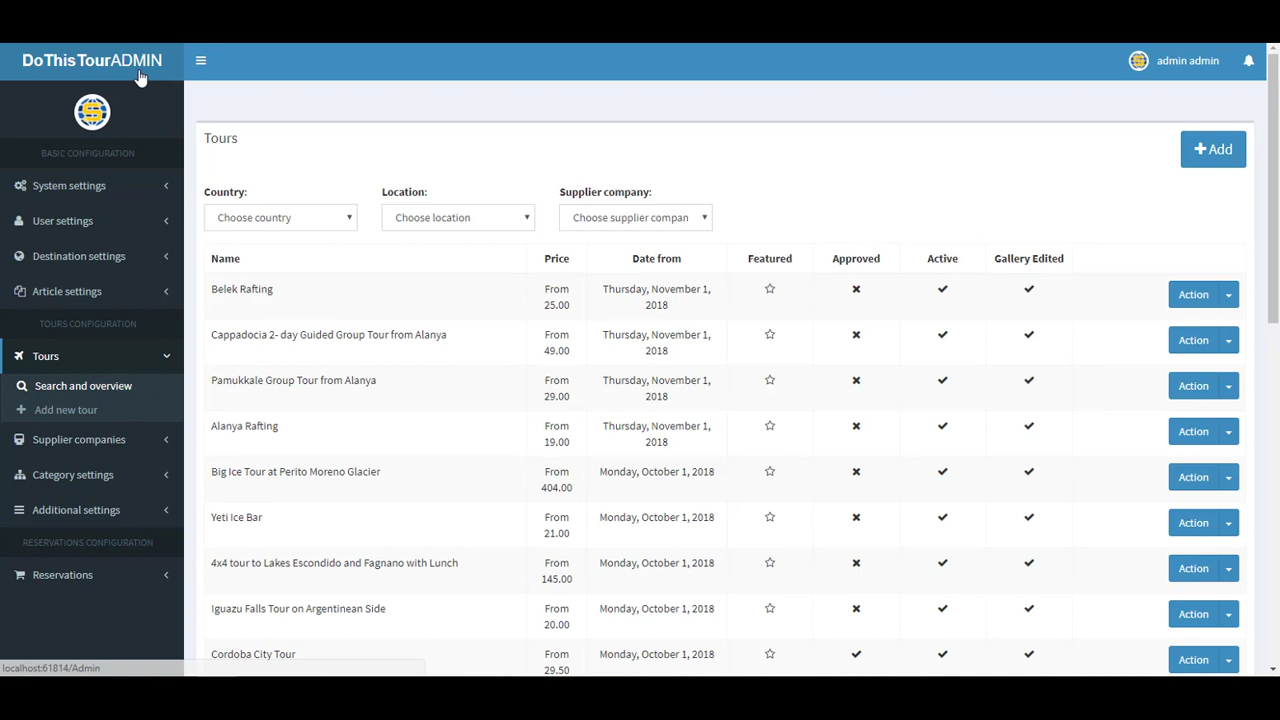 DoThisTourADMIN
admin admin
BASIC CONFIGURATION
System settings
User settings
Destination settings
Article settings
TOURS CONFIGURATION
Tours
Search and overview
Add new tour
Supplier companies
Category settings
Additional settings
RESERVATIONS CONFIGURATION
Reservations
localhost:61814/Admin
Tours
Add
Country: Location: Supplier company:
Choose country Choose location Choose supplier compan
Name Price Date from Featured Approved Active Gallery Edited
Belek Rafting From 25.00 Thursday, November 1, 2018 Action
Cappadocia 2- day Guided Group Tour from Alanya From 49.00 Thursday, November 1, 2018 Action
Pamukkale Group Tour from Alanya From 29.00 Thursday, November 1, 2018 Action
Alanya Rafting From 19.00 Thursday, November 1, 2018 Action
Big Ice Tour at Perito Moreno Glacier From 404.00 Monday, October 1, 2018 Action
Yeti Ice Bar From 21.00 Monday, October 1, 2018 Action
4x4 tour to Lakes Escondido and Fagnano with Lunch From 145.00 Monday, October 1, 2018 Action
Iguazu Falls Tour on Argentinean Side From 20.00 Monday, October 1, 2018 Action
Cordoba City Tour From 29.50 Monday, October 1, 2018 Action